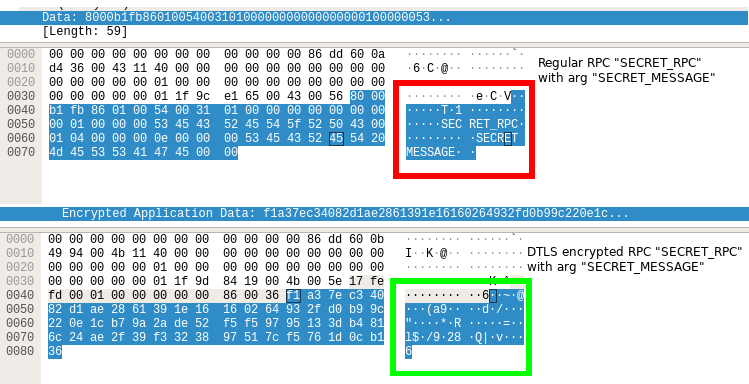 Data: 8000b1fb86010054003101000000000000000100000053...
[Length: 59]
0000 00 00 00 00 00 00 00 00 00 00 00 00 86 dd 60 0a ········ ······`·
0010 d4 36 00 43 11 40 00 00 00 00 00 00 00 00 00 00 ·6·C·@·· ········
0020 00 00 00 00 00 01 00 00 00 00 00 00 00 00 00 00 ········ ········
0030 00 00 00 00 00 01 1f 9c e1 65 00 43 00 56 80 00 ········ ·e·C·V··
0040 b1 fb 86 01 00 54 00 31 01 00 00 00 00 00 00 00 ·····T·1 ········
0050 00 01 00 00 00 53 45 43 52 45 54 5f 52 50 43 00 ·····SEC RET_RPC·
0060 01 04 00 00 00 0e 00 00 00 53 45 43 52 45 54 20 ········ ·SECRET
0070 4d 45 53 53 41 47 45 00 00 MESSAGE· ·
Regular RPC "SECRET_RPC"
with arg "SECRET_MESSAGE"
Encrypted Application Data: f1a37ec34082d1ae2861391e16160264932fd0b99c220e1c...
0000 00 00 00 00 00 00 00 00 00 00 00 00 86 dd 60 0b ········ ······`·
0010 49 94 00 4b 11 40 00 00 00 00 00 00 00 00 00 00 I··K·@·· ········
0020 00 00 00 00 00 01 00 00 00 00 00 00 00 00 00 00 ········ ········
0030 00 00 00 00 00 01 1f 9d 84 19 00 4b 00 5e 17 fe ········ ···K·^··
0040 fd 00 01 00 00 00 00 00 86 00 36 f1 a3 7e c3 40 ········ ··6··~·@
0050 82 d1 ae 28 61 39 1e 16 16 02 64 93 2f d0 b9 9c ···(a9·· ··d·/···
0060 22 0e 1c b7 9a 2a de 52 f5 f5 97 95 13 3d b4 81 "····*·R ·····=··
0070 6c 24 ae 2f 39 f3 32 38 97 51 7c f5 76 1d 0c b1 l$·/9·28 ·Q|·v···
0080 36 6
DTLS encrypted RPC "SECRET_RPC"
with arg "SECRET_MESSAGE"